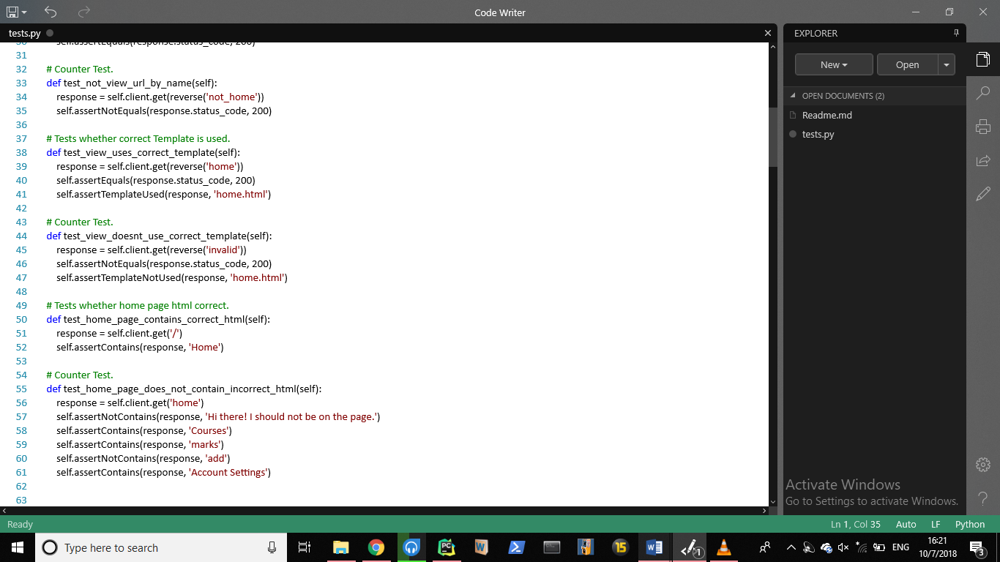 Code Writer
tests.py
EXPLORER
30 self.assertEquals(response.status_code, 200)
31
32 # Counter Test.
33 def test_not_view_url_by_name(self):
34 response = self.client.get(reverse('not_home'))
35 self.assertNotEquals(response.status_code, 200)
36
37 # Tests whether correct Template is used.
38 def test_view_uses_correct_template(self):
39 response = self.client.get(reverse('home'))
40 self.assertEquals(response.status_code, 200)
41 self.assertTemplateUsed(response, 'home.html')
42
43 # Counter Test.
44 def test_view_doesnt_use_correct_template(self):
45 response = self.client.get(reverse('invalid'))
46 self.assertNotEquals(response.status_code, 200)
47 self.assertTemplateNotUsed(response, 'home.html')
48
49 # Tests whether home page html correct.
50 def test_home_page_contains_correct_html(self):
51 response = self.client.get('/')
52 self.assertContains(response, 'Home')
53
54 # Counter Test.
55 def test_home_page_does_not_contain_incorrect_html(self):
56 response = self.client.get('home')
57 self.assertNotContains(response, 'Hi there! I should not be on the page.')
58 self.assertContains(response, 'Courses')
59 self.assertContains(response, 'marks')
60 self.assertNotContains(response, 'add')
61 self.assertContains(response, 'Account Settings')
62
63
New
Open
OPEN DOCUMENTS (2)
Readme.md
tests.py
Activate Windows
Go to Settings to activate Windows.
Ready
Ln 1, Col 35 Auto LF Python
Type here to search
PC
W
15
W
1
ENG
16:21
10/7/2018
3